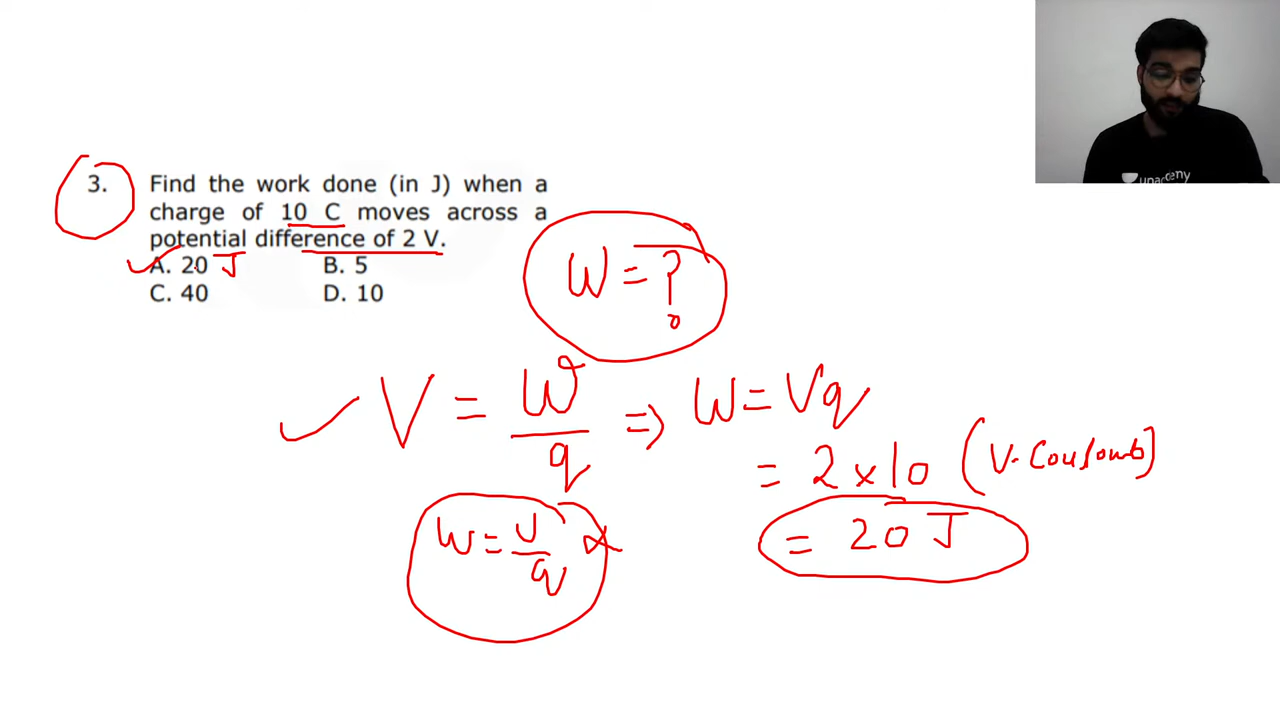 3. Find the work done (in J) when a
charge of 10 C moves across a
potential difference of 2 V.
A. 20 J B. 5
C. 40 D. 10
W = ?
V = W/q => W = Vq
= 2 x 10 (V. Coulomb)
= 20 J
W = V/q
unacademy